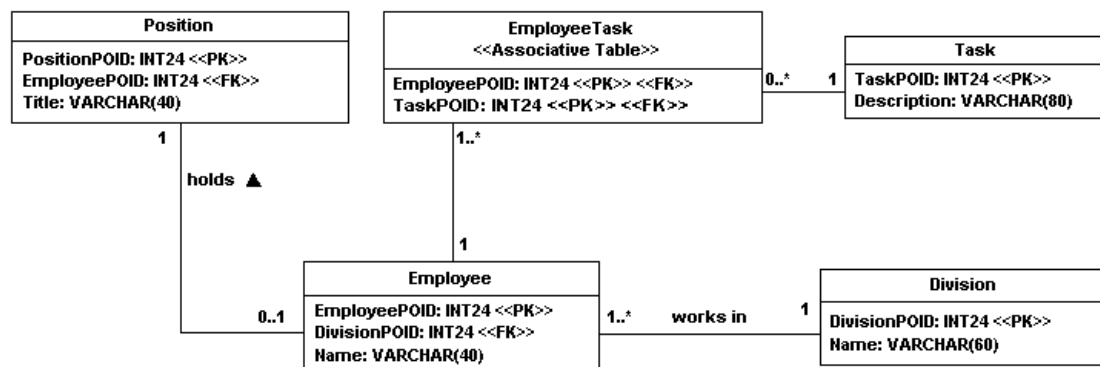 Position
PositionPOID: INT24 <<PK>>
EmployeePOID: INT24 <<FK>>
Title: VARCHAR(40)
EmployeeTask
<<Associative Table>>
EmployeePOID: INT24 <<PK>> <<FK>>
TaskPOID: INT24 <<PK>> <<FK>>
0..*
1
Task
TaskPOID: INT24 <<PK>>
Description: VARCHAR(80)
1
holds ▲
0..1
1..*
1
Employee
EmployeePOID: INT24 <<PK>>
DivisionPOID: INT24 <<FK>>
Name: VARCHAR(40)
1..*
works in
1
Division
DivisionPOID: INT24 <<PK>>
Name: VARCHAR(60)